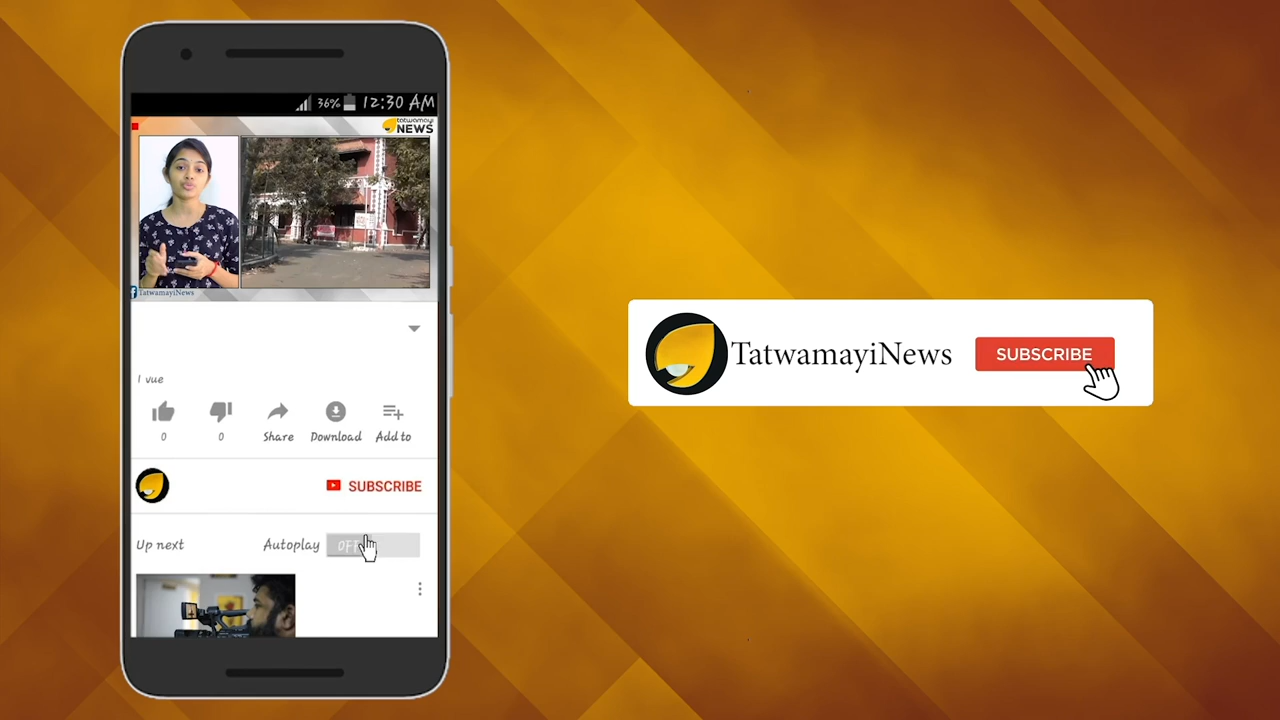 36% 12:30 AM
tatwamayi
NEWS
TatwamayiNews
1 vue
0 0 Share Download Add to
SUBSCRIBE
Up next Autoplay OFF
TatwamayiNews SUBSCRIBE